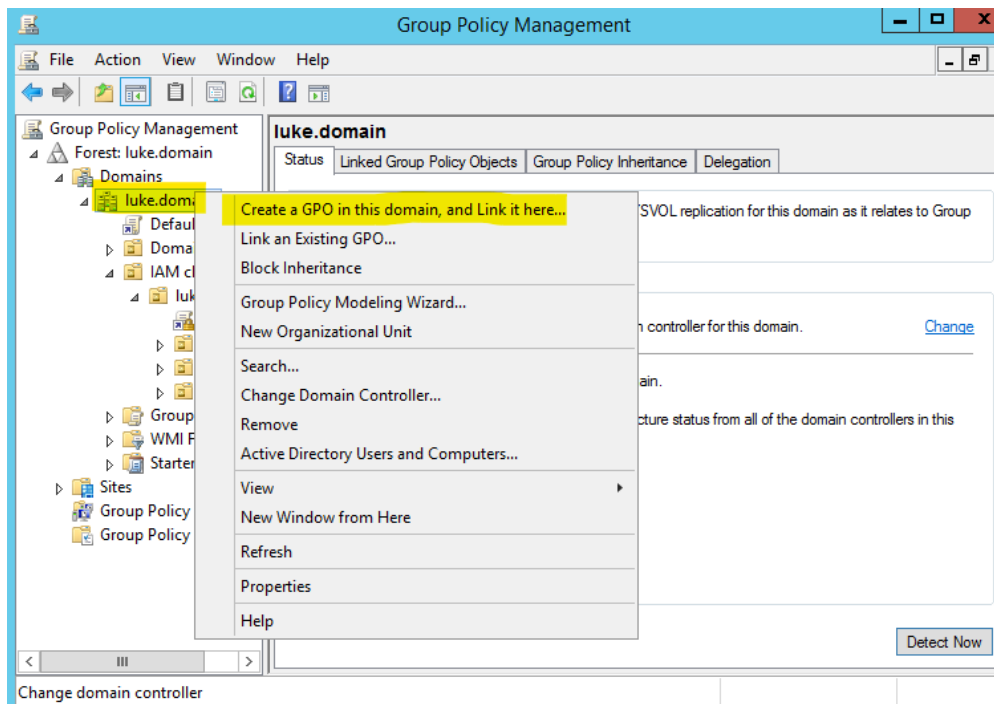 Group Policy Management
File Action View Window Help
Group Policy Management
Forest: luke.domain
Domains
luke.doma
Defaul
Doma
IAM cl
luk
Group
WMI F
Starter
Sites
Group Policy
Group Policy
luke.domain
Status Linked Group Policy Objects Group Policy Inheritance Delegation
SVOL replication for this domain as it relates to Group
n controller for this domain. Change
ain.
cture status from all of the domain controllers in this
Detect Now
Create a GPO in this domain, and Link it here...
Link an Existing GPO...
Block Inheritance
Group Policy Modeling Wizard...
New Organizational Unit
Search...
Change Domain Controller...
Remove
Active Directory Users and Computers...
View
New Window from Here
Refresh
Properties
Help
Change domain controller